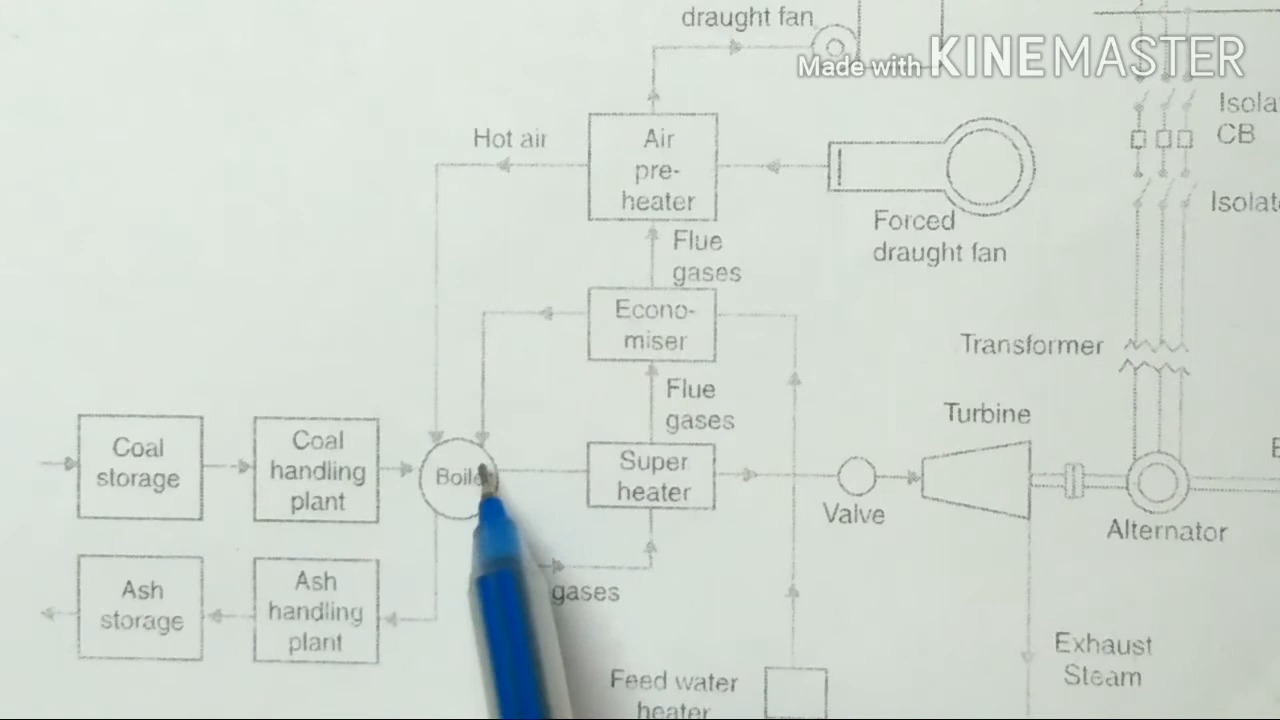 draught fan
Made with KINEMASTER
Hot air
Air
pre-
heater
Forced
draught fan
Flue
gases
CB
Econo-
miser
Transformer
Flue
gases
Turbine
Coal
storage
Coal
handling
plant
Super
heater
Valve
Alternator
Ash
storage
Ash
handling
plant
gases
Exhaust
Steam
Feed water
heater